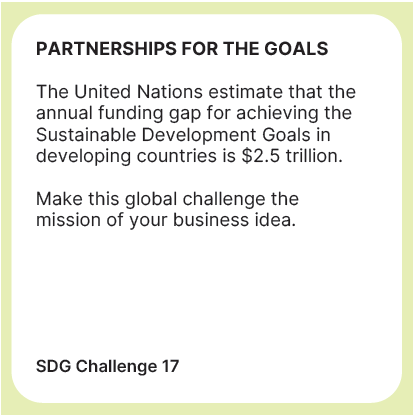 PARTNERSHIPS FOR THE GOALS
The United Nations estimate that the
annual funding gap for achieving the
Sustainable Development Goals in
developing countries is $2.5 trillion.
Make this global challenge the
mission of your business idea.
SDG Challenge 17